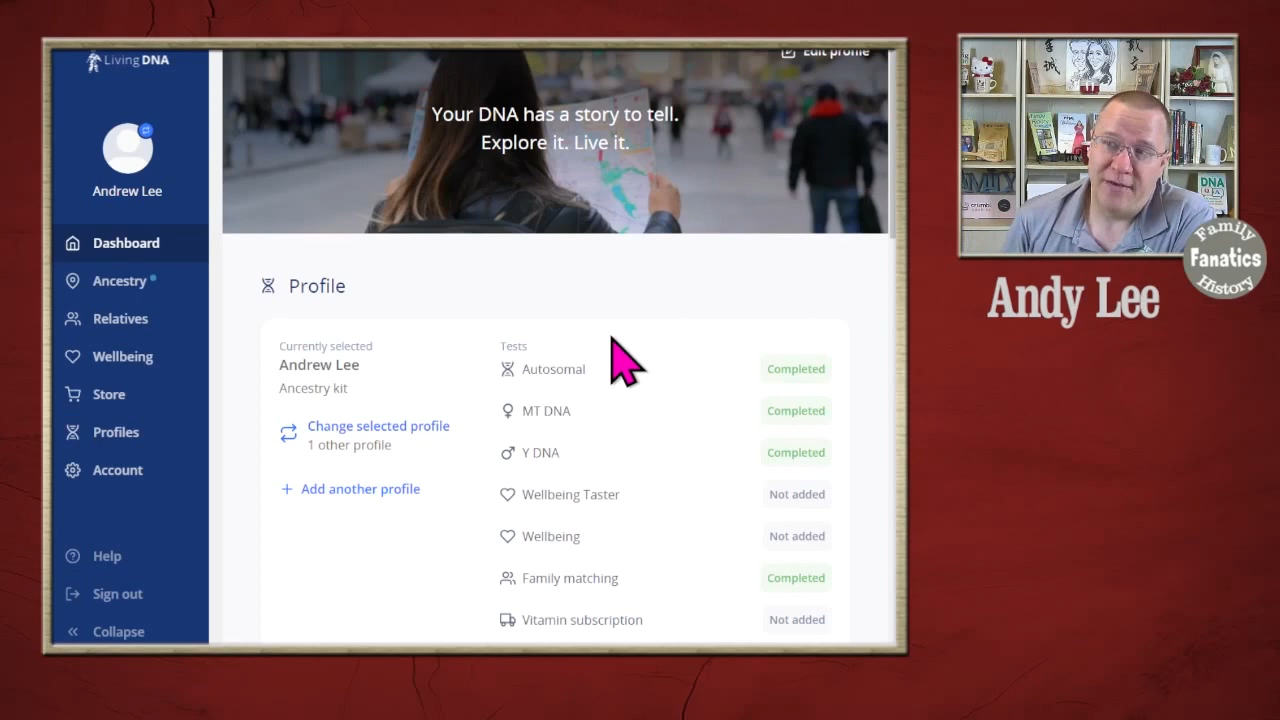 Living DNA
Edit profile
Your DNA has a story to tell.
Explore it. Live it.
Andrew Lee
Dashboard
Ancestry
Relatives
Wellbeing
Store
Profiles
Account
Help
Sign out
Collapse
Profile
Currently selected
Andrew Lee
Ancestry kit
Change selected profile
1 other profile
Add another profile
Tests
Autosomal Completed
MT DNA Completed
Y DNA Completed
Wellbeing Taster Not added
Wellbeing Not added
Family matching Completed
Vitamin subscription Not added
DNA
Q&A
Family
Fanatics
History
Andy Lee